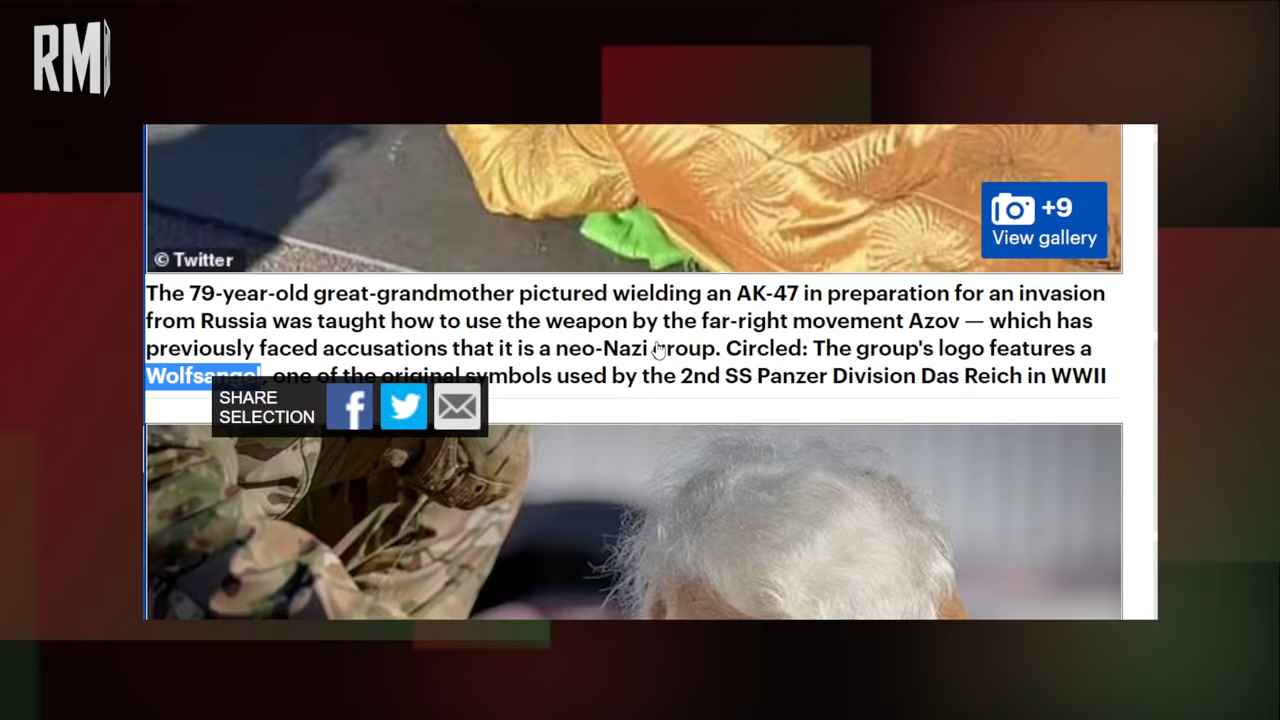 RM
+9
View gallery
© Twitter
The 79-year-old great-grandmother pictured wielding an AK-47 in preparation for an invasion
from Russia was taught how to use the weapon by the far-right movement Azov — which has
previously faced accusations that it is a neo-Nazi group. Circled: The group's logo features a
Wolfsangel, one of the original symbols used by the 2nd SS Panzer Division Das Reich in WWII
SHARE
SELECTION